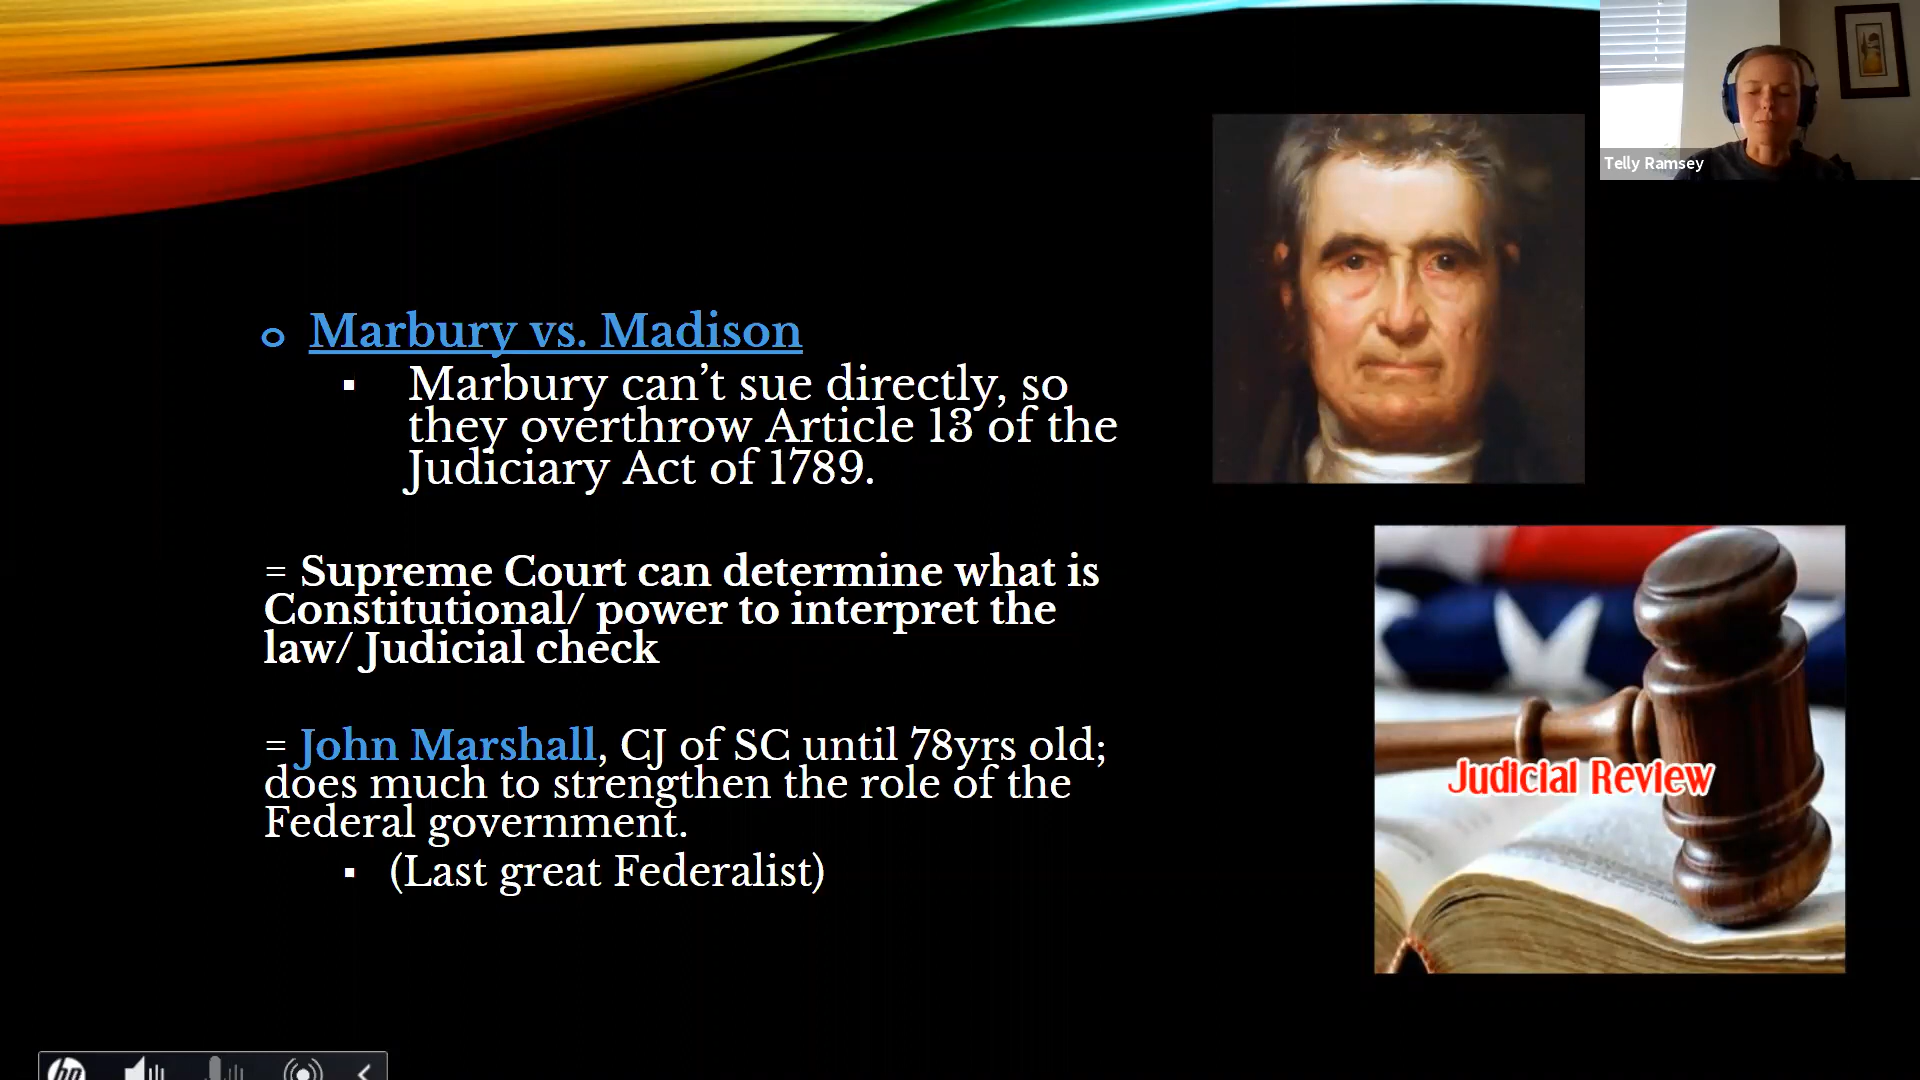 Telly Ramsey
o Marbury vs. Madison
▪ Marbury can’t sue directly, so
they overthrow Article 13 of the
Judiciary Act of 1789.
= Supreme Court can determine what is
Constitutional/ power to interpret the
law/ Judicial check
= John Marshall, CJ of SC until 78yrs old;
does much to strengthen the role of the
Federal government.
▪ (Last great Federalist)
Judicial Review
hp